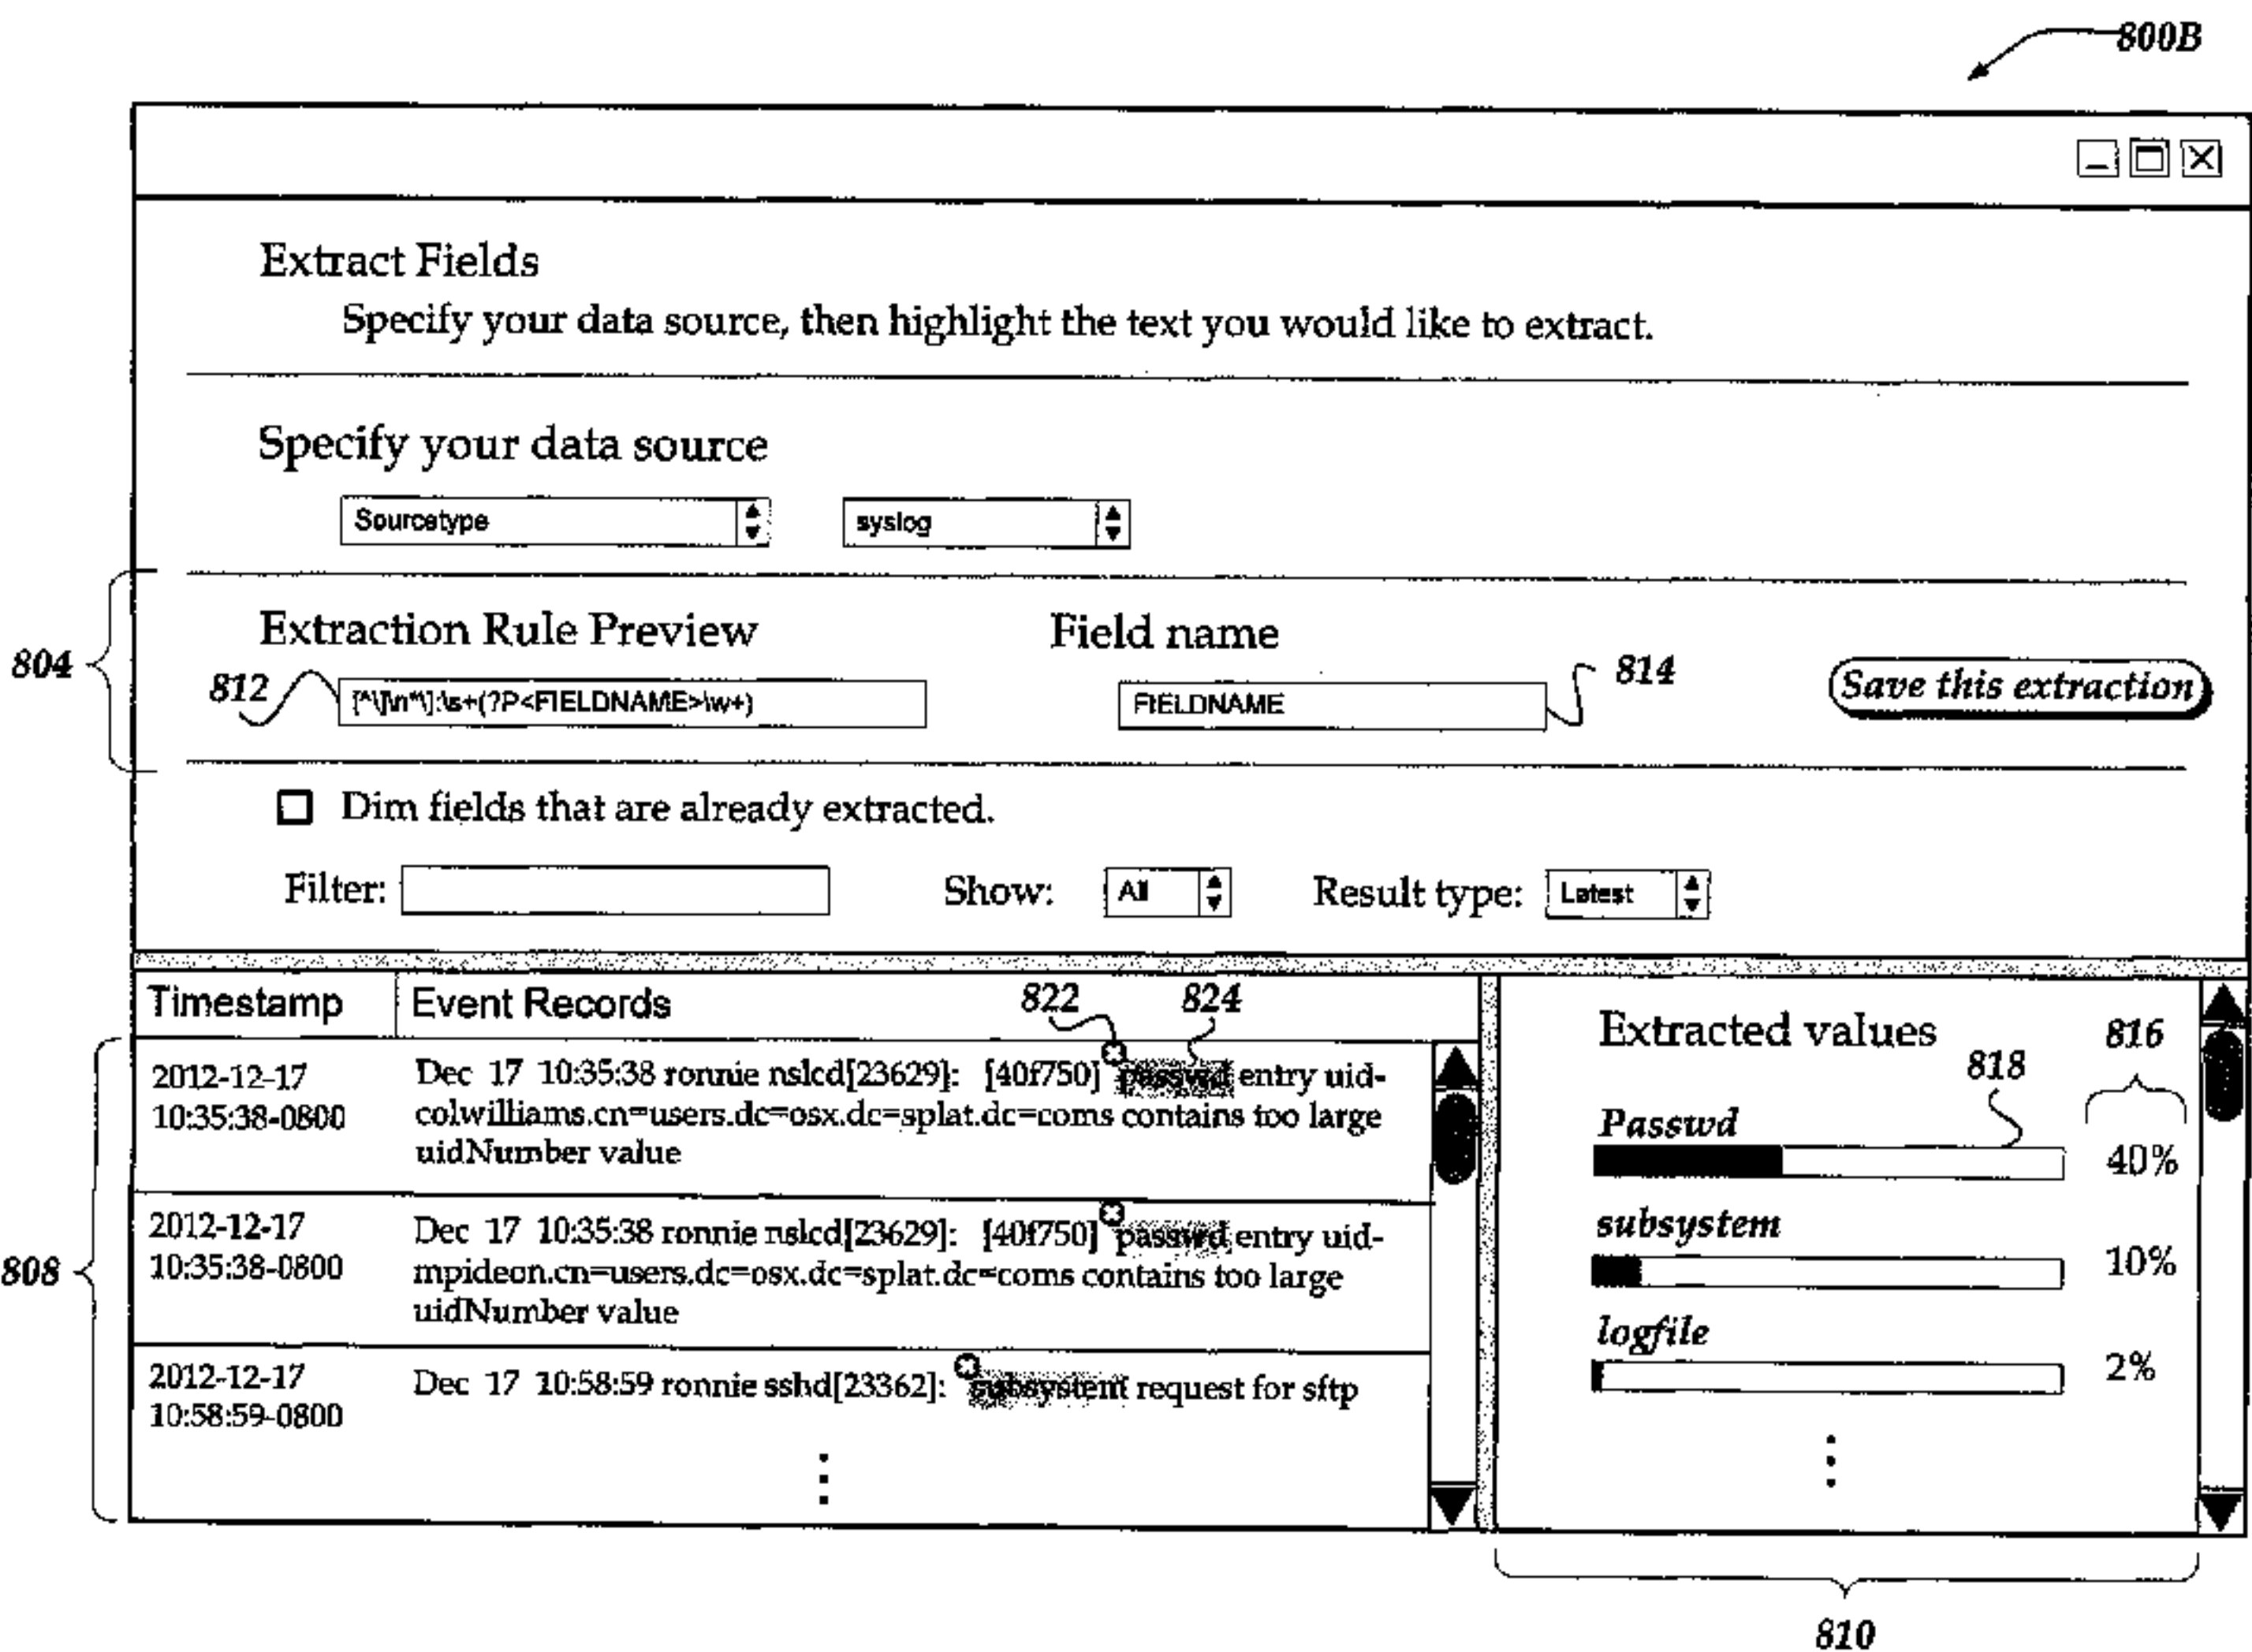 800B
Extract Fields
Specify your data source, then highlight the text you would like to extract.
Specify your data source
Sourcetype syslog
804
Extraction Rule Preview Field name
812 [^\]\n^\]:\s+(?P<FIELDNAME>\w+) FIELDNAME 814 Save this extraction
Dim fields that are already extracted.
Filter: Show: All Result type: Latest
Timestamp Event Records 822 824
808
2012-12-17
10:35:38-0800
Dec 17 10:35:38 ronnie nslcd[23629]: [40f750] passwd entry uid-
colwilliams.cn=users.dc=osx.dc=splat.dc=coms contains too large
uidNumber value
2012-12-17
10:35:38-0800
Dec 17 10:35:38 ronnie nslcd[23629]: [40f750] passwd entry uid-
mpideon.cn=users.dc=osx.dc=splat.dc=coms contains too large
uidNumber value
2012-12-17
10:58:59-0800
Dec 17 10:58:59 ronnie sshd[23362]: subsystem request for sftp
Extracted values 816
818
Passwd
40%
subsystem
10%
logfile
2%
810